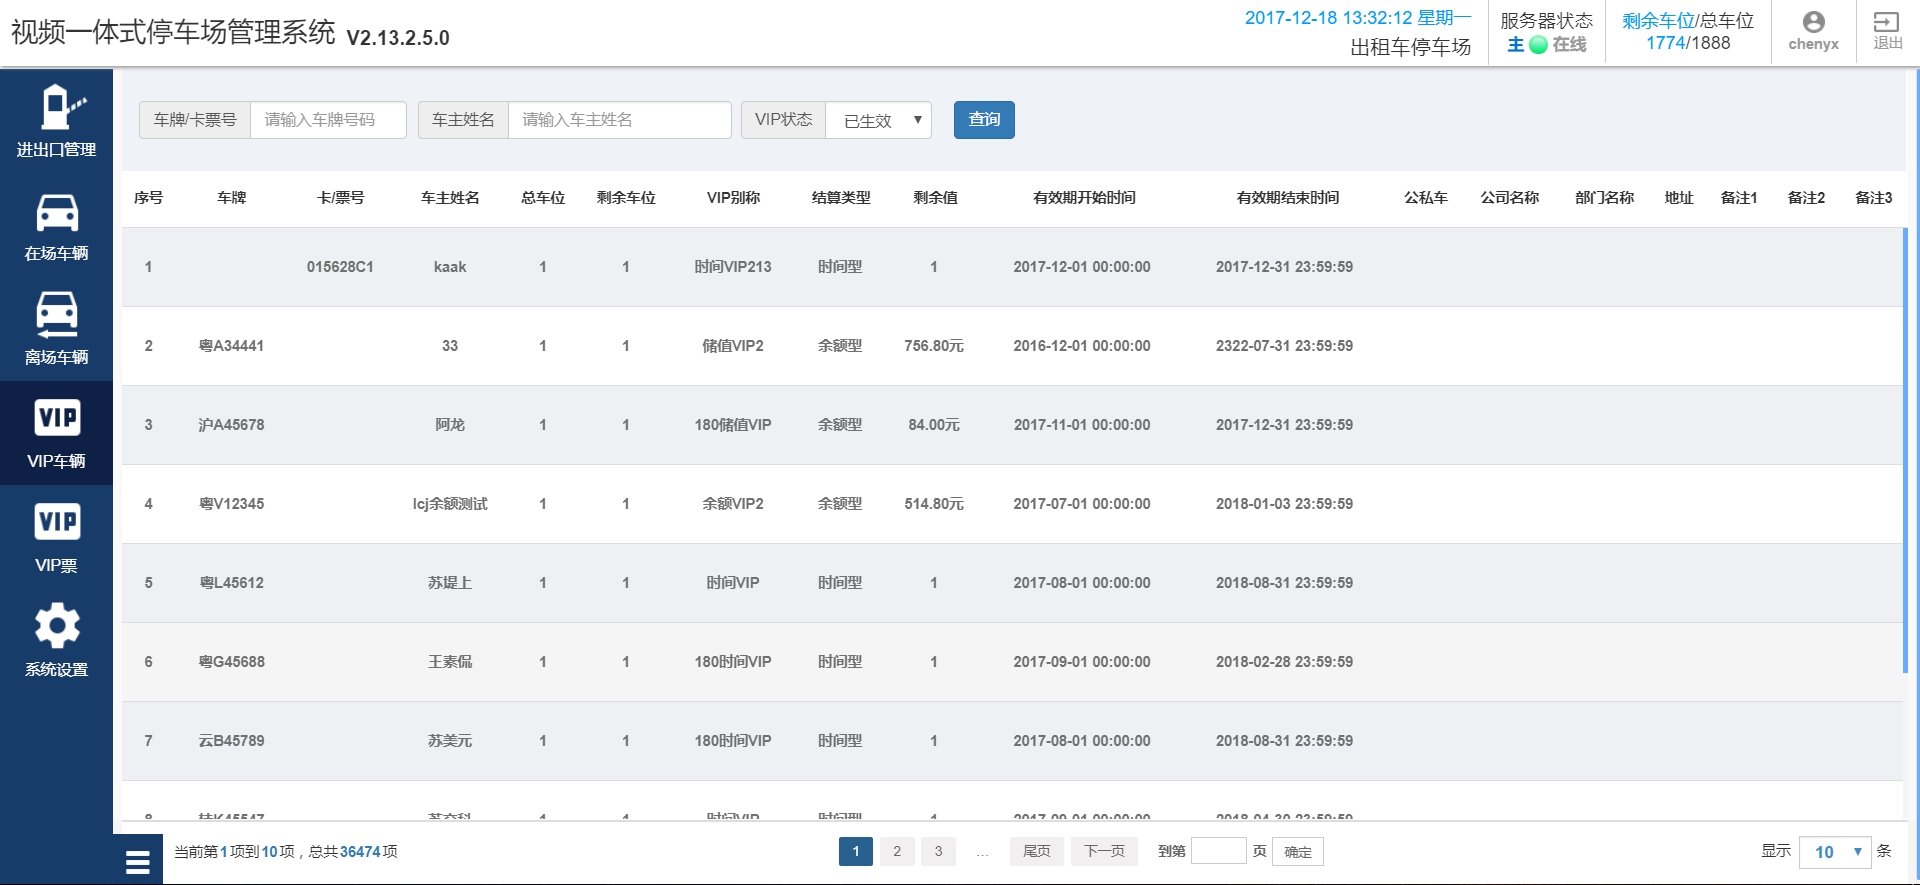 视频一体式停车场管理系统 V2.13.2.5.0
2017-12-18 13:32:12 星期一
出租车停车场
服务器状态
主 在线
剩余车位/总车位
1774/1888
chenyx
退出
进出口管理
在场车辆
离场车辆
VIP
VIP车辆
VIP
VIP票
系统设置
车牌/卡票号 请输入车牌号码 车主姓名 请输入车主姓名 VIP状态 已生效 查询
序号 车牌 卡/票号 车主姓名 总车位 剩余车位 VIP别称 结算类型 剩余值 有效期开始时间 有效期结束时间 公私车 公司名称 部门名称 地址 备注1 备注2 备注3
1 015628C1 kaak 1 1 时间VIP213 时间型 1 2017-12-01 00:00:00 2017-12-31 23:59:59
2 粤A34441 33 1 1 储值VIP2 余额型 756.80元 2016-12-01 00:00:00 2322-07-31 23:59:59
3 沪A45678 阿龙 1 1 180储值VIP 余额型 84.00元 2017-11-01 00:00:00 2017-12-31 23:59:59
4 粤V12345 lcj余额测试 1 1 余额VIP2 余额型 514.80元 2017-07-01 00:00:00 2018-01-03 23:59:59
5 粤L45612 苏堤上 1 1 时间VIP 时间型 1 2017-08-01 00:00:00 2018-08-31 23:59:59
6 粤G45688 王素侃 1 1 180时间VIP 时间型 1 2017-09-01 00:00:00 2018-02-28 23:59:59
7 云B45789 苏美元 1 1 180时间VIP 时间型 1 2017-08-01 00:00:00 2018-08-31 23:59:59
8 1 1 时间VIP 时间型 1 2017-09-01 00:00:00 2018-04-30 23:59:59
当前第1项到10项，总共36474项
1 2 3 … 尾页 下一页 到第 页 确定
显示 10 条